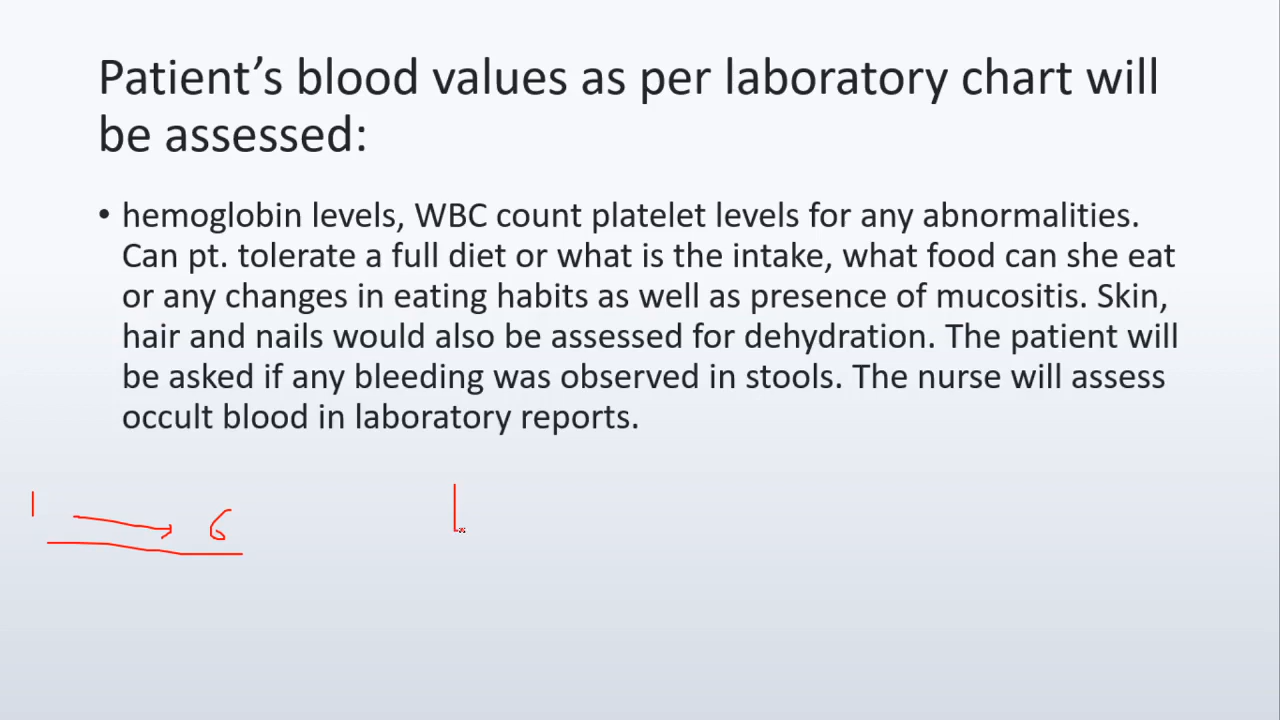 Patient’s blood values as per laboratory chart will
be assessed:
• hemoglobin levels, WBC count platelet levels for any abnormalities.
Can pt. tolerate a full diet or what is the intake, what food can she eat
or any changes in eating habits as well as presence of mucositis. Skin,
hair and nails would also be assessed for dehydration. The patient will
be asked if any bleeding was observed in stools. The nurse will assess
occult blood in laboratory reports.
1 → 6